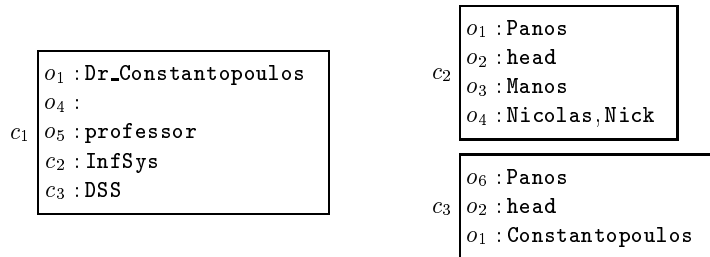 c₁
o₁ : Dr_Constantopoulos
o₄ :
o₅ : professor
c₂ : InfSys
c₃ : DSS
c₂
o₁ : Panos
o₂ : head
o₃ : Manos
o₄ : Nicolas, Nick
c₃
o₆ : Panos
o₂ : head
o₁ : Constantopoulos